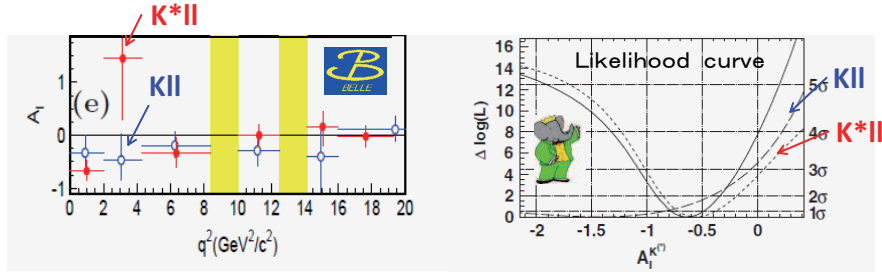 K*ll
BELLE
(e)
Kll
A_I
1
0
-1
0 2 4 6 8 10 12 14 16 18 20
q²(GeV²/c²)
Likelihood curve
Δ log(L)
16
14
12
10
8
6
4
2
0
5σ
4σ
3σ
2σ
1σ
Kll
K*ll
-2 -1.5 -1 -0.5 0
A_I^K(*)